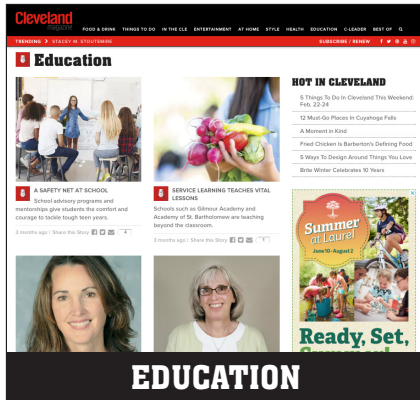 Cleveland
magazine
FOOD & DRINK THINGS TO DO IN THE CLE ENTERTAINMENT AT HOME STYLE HEALTH EDUCATION C-LEADER BEST OF
TRENDING > STACEY M. STOUTEMIRE SUBSCRIBE / RENEW
Education
A SAFETY NET AT SCHOOL
School advisory programs and
mentorships give students the comfort and
courage to tackle tough teen years.
3 months ago | Share this Story 4
SERVICE LEARNING TEACHES VITAL
LESSONS
Schools such as Gilmour Academy and
Academy of St. Bartholomew are teaching
beyond the classroom.
3 months ago | Share this Story 1
HOT IN CLEVELAND
5 Things To Do In Cleveland This Weekend:
Feb. 22-24
12 Must-Go Places In Cuyahoga Falls
A Moment in Kind
Fried Chicken Is Barberton's Defining Food
5 Ways To Design Around Things You Love
Brite Winter Celebrates 10 Years
Summer
at Laurel
June 10-August 2
Ready, Set,
EDUCATION